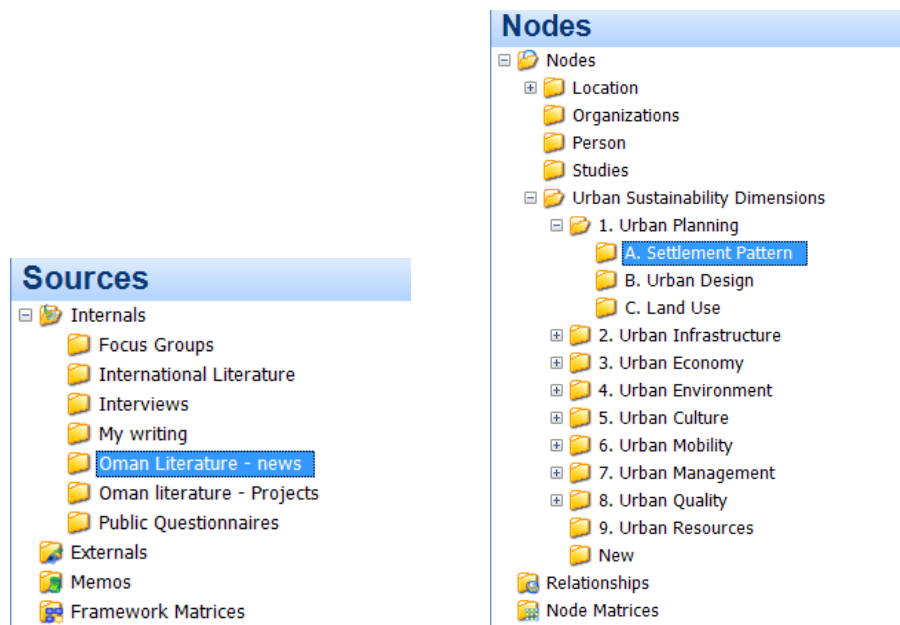 Sources
Internals
Focus Groups
International Literature
Interviews
My writing
Oman Literature - news
Oman literature - Projects
Public Questionnaires
Externals
Memos
Framework Matrices
Nodes
Nodes
Location
Organizations
Person
Studies
Urban Sustainability Dimensions
1. Urban Planning
A. Settlement Pattern
B. Urban Design
C. Land Use
2. Urban Infrastructure
3. Urban Economy
4. Urban Environment
5. Urban Culture
6. Urban Mobility
7. Urban Management
8. Urban Quality
9. Urban Resources
New
Relationships
Node Matrices